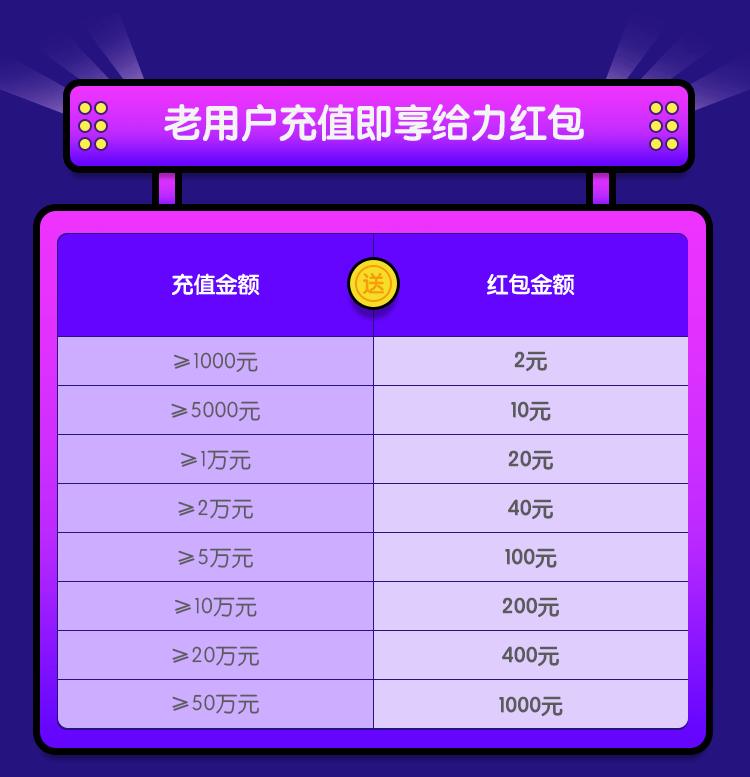 老用户充值即享给力红包
充值金额 送 红包金额
≥1000元 2元
≥5000元 10元
≥1万元 20元
≥2万元 40元
≥5万元 100元
≥10万元 200元
≥20万元 400元
≥50万元 1000元